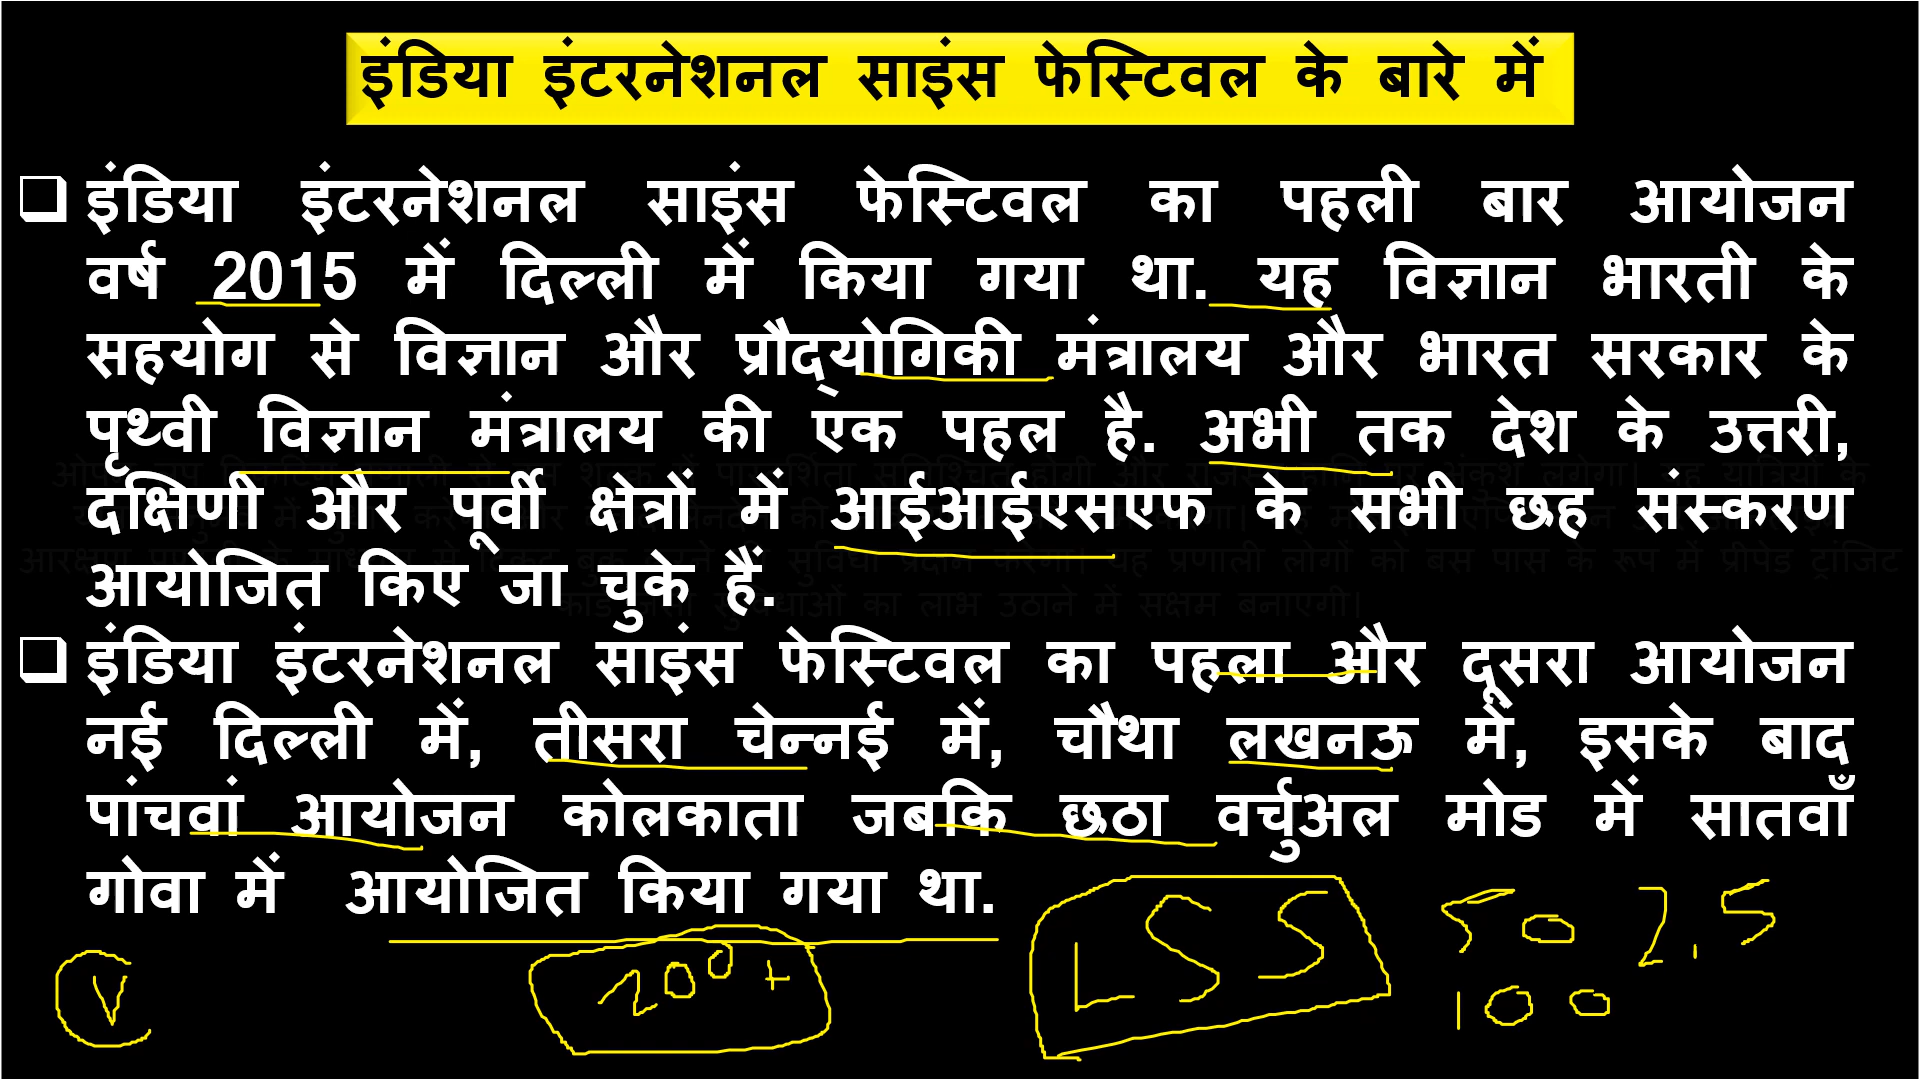 इंडिया इंटरनेशनल साइंस फेस्टिवल के बारे में
❑ इंडिया इंटरनेशनल साइंस फेस्टिवल का पहली बार आयोजन
वर्ष 2015 में दिल्ली में किया गया था. यह विज्ञान भारती के
सहयोग से विज्ञान और प्रौद्योगिकी मंत्रालय और भारत सरकार के
पृथ्वी विज्ञान मंत्रालय की एक पहल है. अभी तक देश के उत्तरी,
दक्षिणी और पूर्वी क्षेत्रों में आईआईएसएफ के सभी छह संस्करण
आयोजित किए जा चुके हैं.
❑ इंडिया इंटरनेशनल साइंस फेस्टिवल का पहला और दूसरा आयोजन
नई दिल्ली में, तीसरा चेन्नई में, चौथा लखनऊ में, इसके बाद
पांचवां आयोजन कोलकाता जबकि छठा वर्चुअल मोड में सातवाँ
गोवा में आयोजित किया गया था.
V 200+ LSS 50 2.5
100